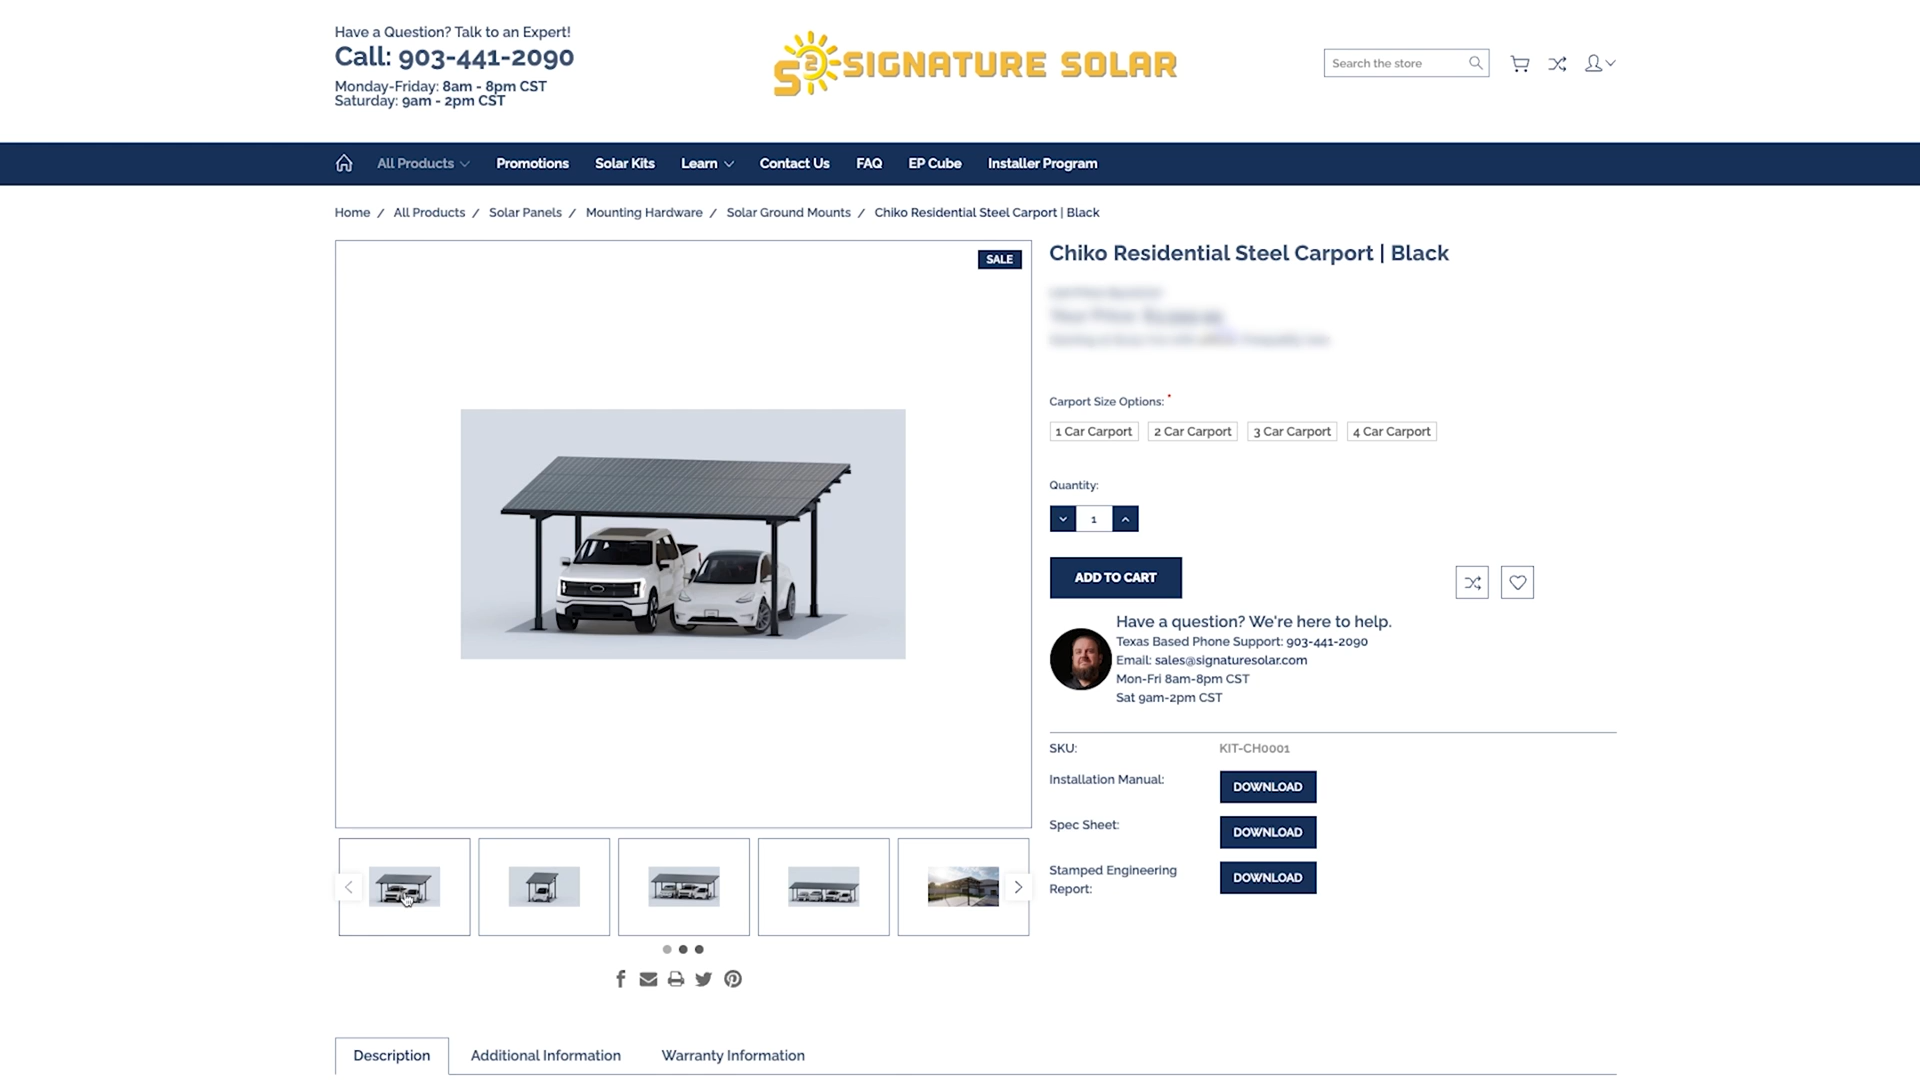 Have a Question? Talk to an Expert!
Call: 903-441-2090
Monday-Friday: 8am - 8pm CST
Saturday: 9am - 2pm CST
S2 SIGNATURE SOLAR
Search the store
All Products
Promotions
Solar Kits
Learn
Contact Us
FAQ
EP Cube
Installer Program
Home / All Products / Solar Panels / Mounting Hardware / Solar Ground Mounts / Chiko Residential Steel Carport | Black
SALE
Chiko Residential Steel Carport | Black
Carport Size Options: *
1 Car Carport
2 Car Carport
3 Car Carport
4 Car Carport
Quantity:
1
ADD TO CART
Have a question? We're here to help.
Texas Based Phone Support: 903-441-2090
Email: sales@signaturesolar.com
Mon-Fri 8am-8pm CST
Sat 9am-2pm CST
SKU: KIT-CH0001
Installation Manual: DOWNLOAD
Spec Sheet: DOWNLOAD
Stamped Engineering
Report: DOWNLOAD
Description
Additional Information
Warranty Information